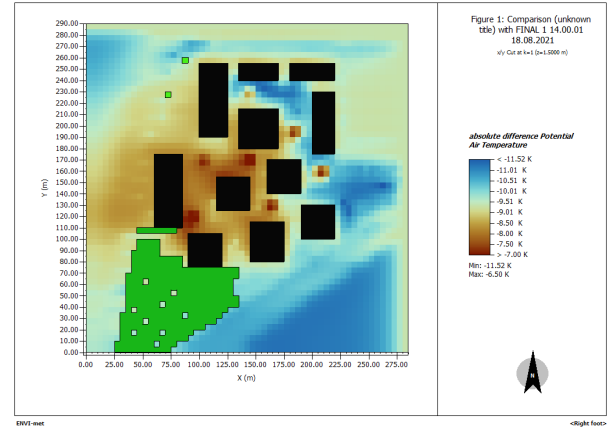 Figure 1: Comparison (unknown
title) with FINAL 1 14.00.01
18.08.2021
x/y Cut at k=1 (z=1.5000 m)
absolute difference Potential
Air Temperature
< -11.52 K
-11.01 K
-10.51 K
-10.01 K
-9.51 K
-9.01 K
-8.50 K
-8.00 K
-7.50 K
> -7.00 K
Min: -11.52 K
Max: -6.50 K
N
290.00
280.00
270.00
260.00
250.00
240.00
230.00
220.00
210.00
200.00
190.00
180.00
170.00
160.00
150.00
140.00
130.00
120.00
110.00
100.00
90.00
80.00
70.00
60.00
50.00
40.00
30.00
20.00
10.00
0.00
Y (m)
0.00 25.00 50.00 75.00 100.00 125.00 150.00 175.00 200.00 225.00 250.00 275.00
X (m)
ENVI-met
<Right foot>